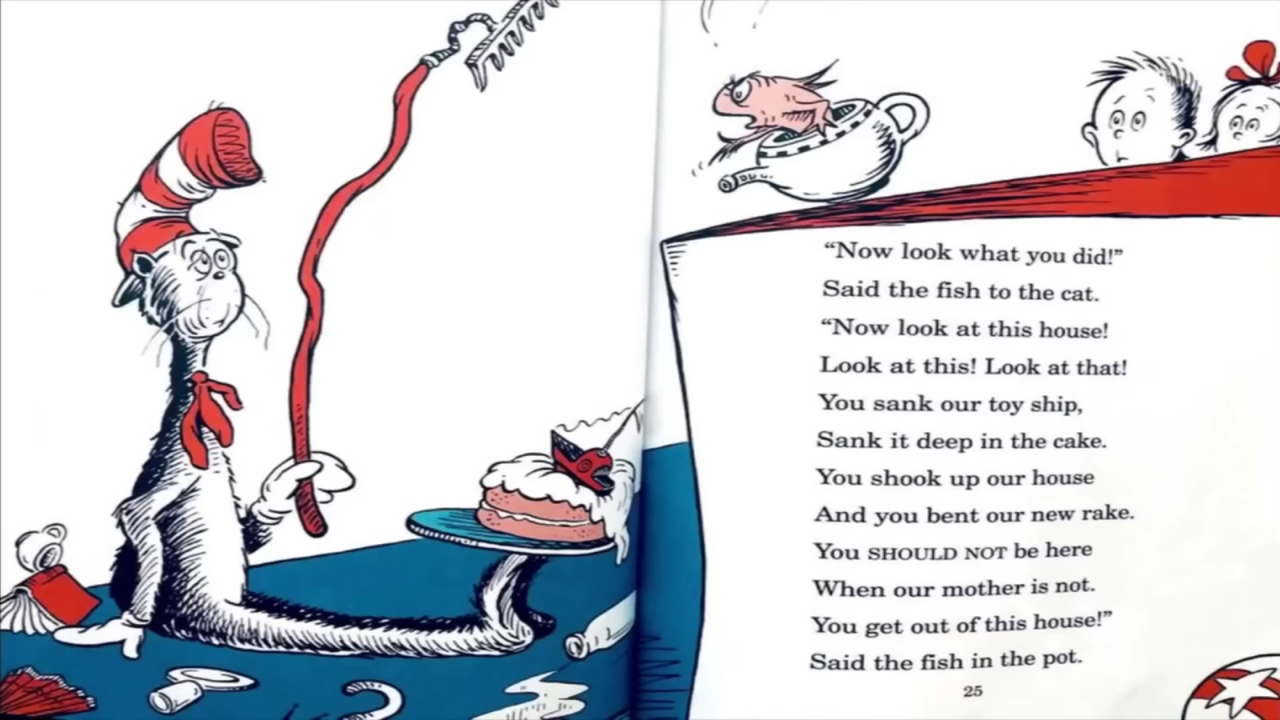 “Now look what you did!”
Said the fish to the cat.
“Now look at this house!
Look at this! Look at that!
You sank our toy ship,
Sank it deep in the cake.
You shook up our house
And you bent our new rake.
You SHOULD NOT be here
When our mother is not.
You get out of this house!”
Said the fish in the pot.
25